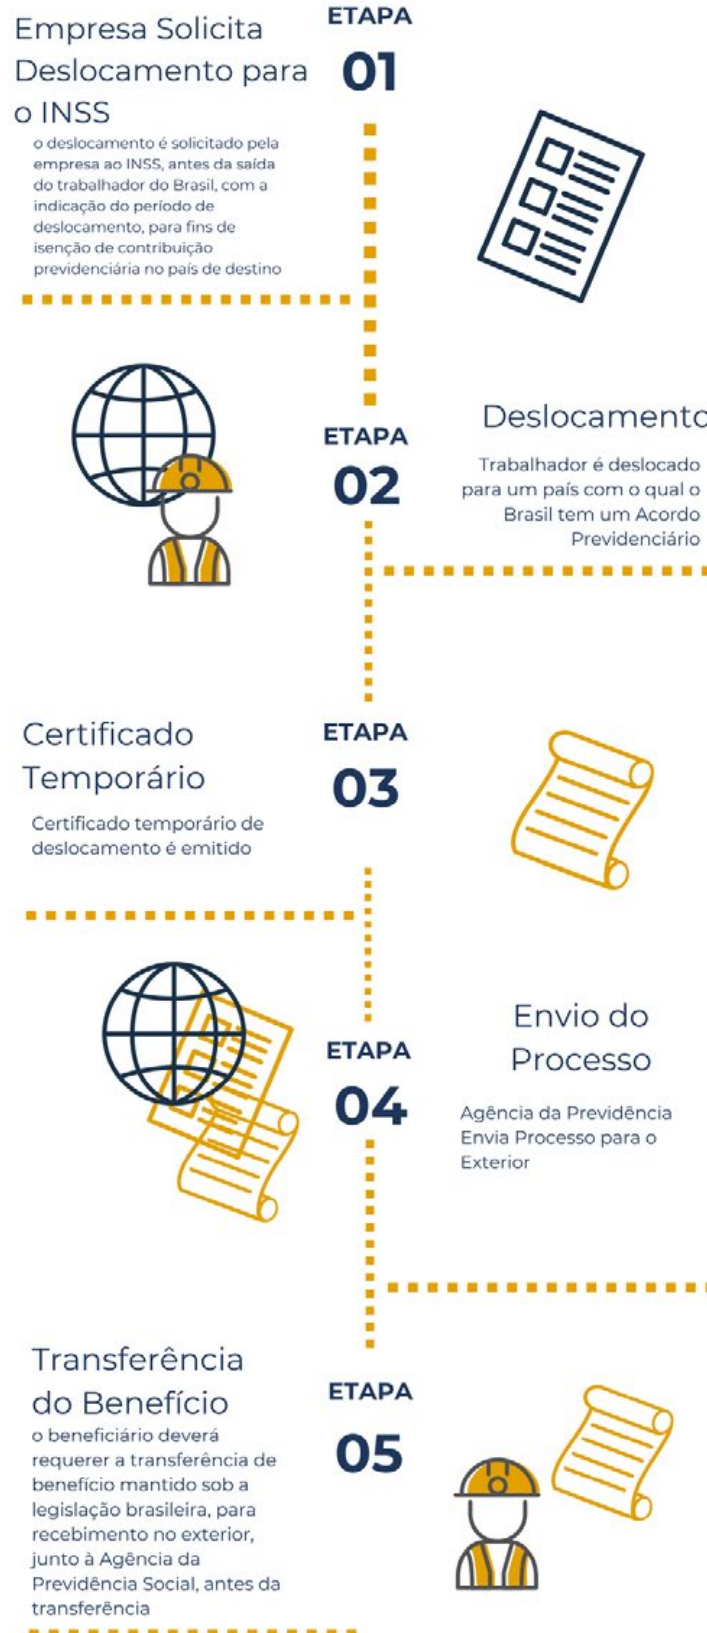 ETAPA
01
Empresa Solicita
Deslocamento para
o INSS
o deslocamento é solicitado pela
empresa ao INSS, antes da saída
do trabalhador do Brasil, com a
indicação do período de
deslocamento, para fins de
isenção de contribuição
previdenciária no país de destino
ETAPA
02
Deslocamento
Trabalhador é deslocado
para um país com o qual o
Brasil tem um Acordo
Previdenciário
ETAPA
03
Certificado
Temporário
Certificado temporário de
deslocamento é emitido
ETAPA
04
Envio do
Processo
Agência da Previdência
Envia Processo para o
Exterior
ETAPA
05
Transferência
do Benefício
o beneficiário deverá
requerer a transferência de
benefício mantido sob a
legislação brasileira, para
recebimento no exterior,
junto à Agência da
Previdência Social, antes da
transferência